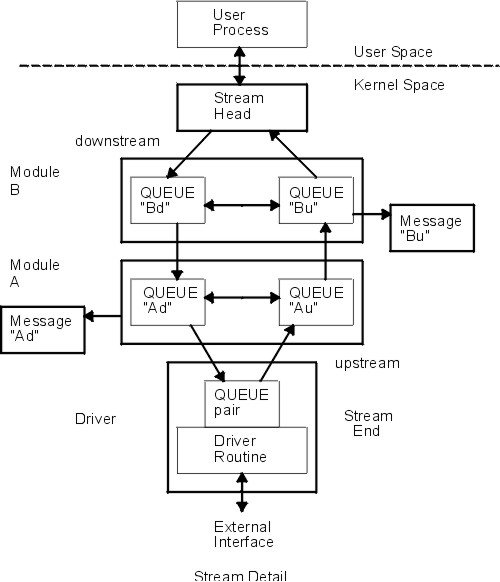 User
Process
User Space
Kernel Space
Stream
Head
downstream
Module
B
QUEUE
"Bd"
QUEUE
"Bu"
Message
"Bu"
Module
A
QUEUE
"Ad"
QUEUE
"Au"
Message
"Ad"
upstream
QUEUE
pair
Driver
Stream
End
Driver
Routine
External
Interface
Stream Detail